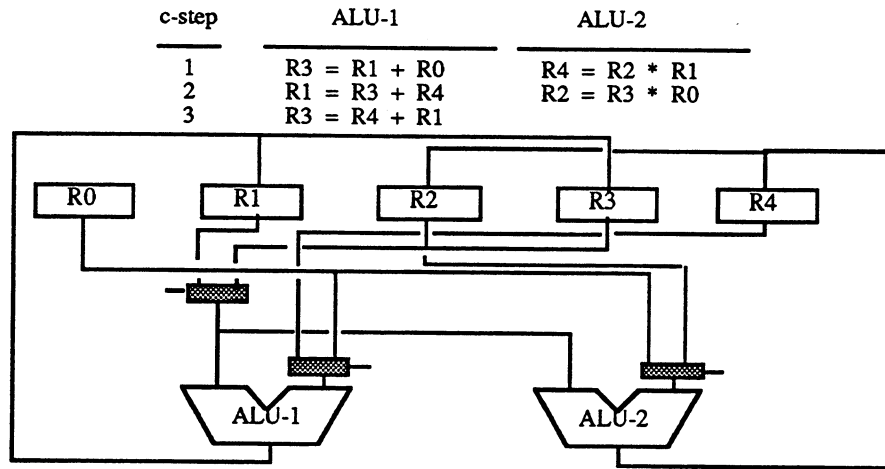 c-step ALU-1 ALU-2
1 R3 = R1 + R0 R4 = R2 * R1
2 R1 = R3 + R4 R2 = R3 * R0
3 R3 = R4 + R1
R0 R1 R2 R3 R4
ALU-1 ALU-2